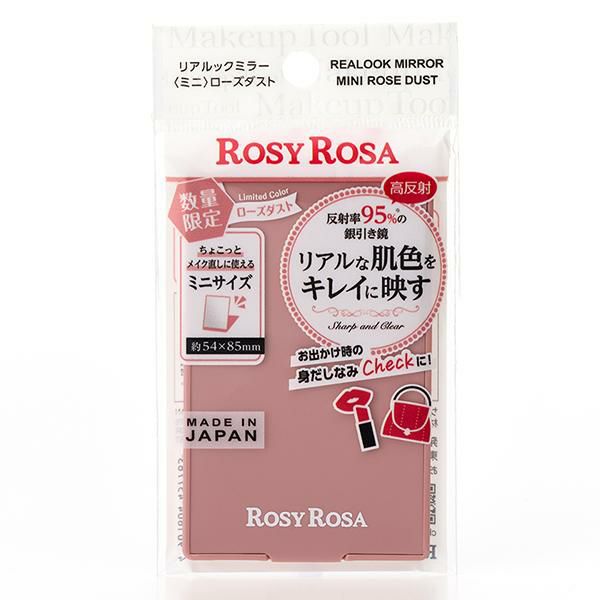 Makeup Tool
Makeup Tool
リアルックミラー
〈ミニ〉ローズダスト
REALOOK MIRROR
MINI ROSE DUST
ROSY ROSA
数量
限定
Limited Color
ローズダスト
高反射
反射率95%の
銀引き鏡
リアルな肌色を
キレイに映す
Sharp and Clear
ちょこっと
メイク直しに使える
ミニサイズ
約54×85mm
お出かけ時の
身だしなみCheckに!
MADE IN
JAPAN
ROSY ROSA